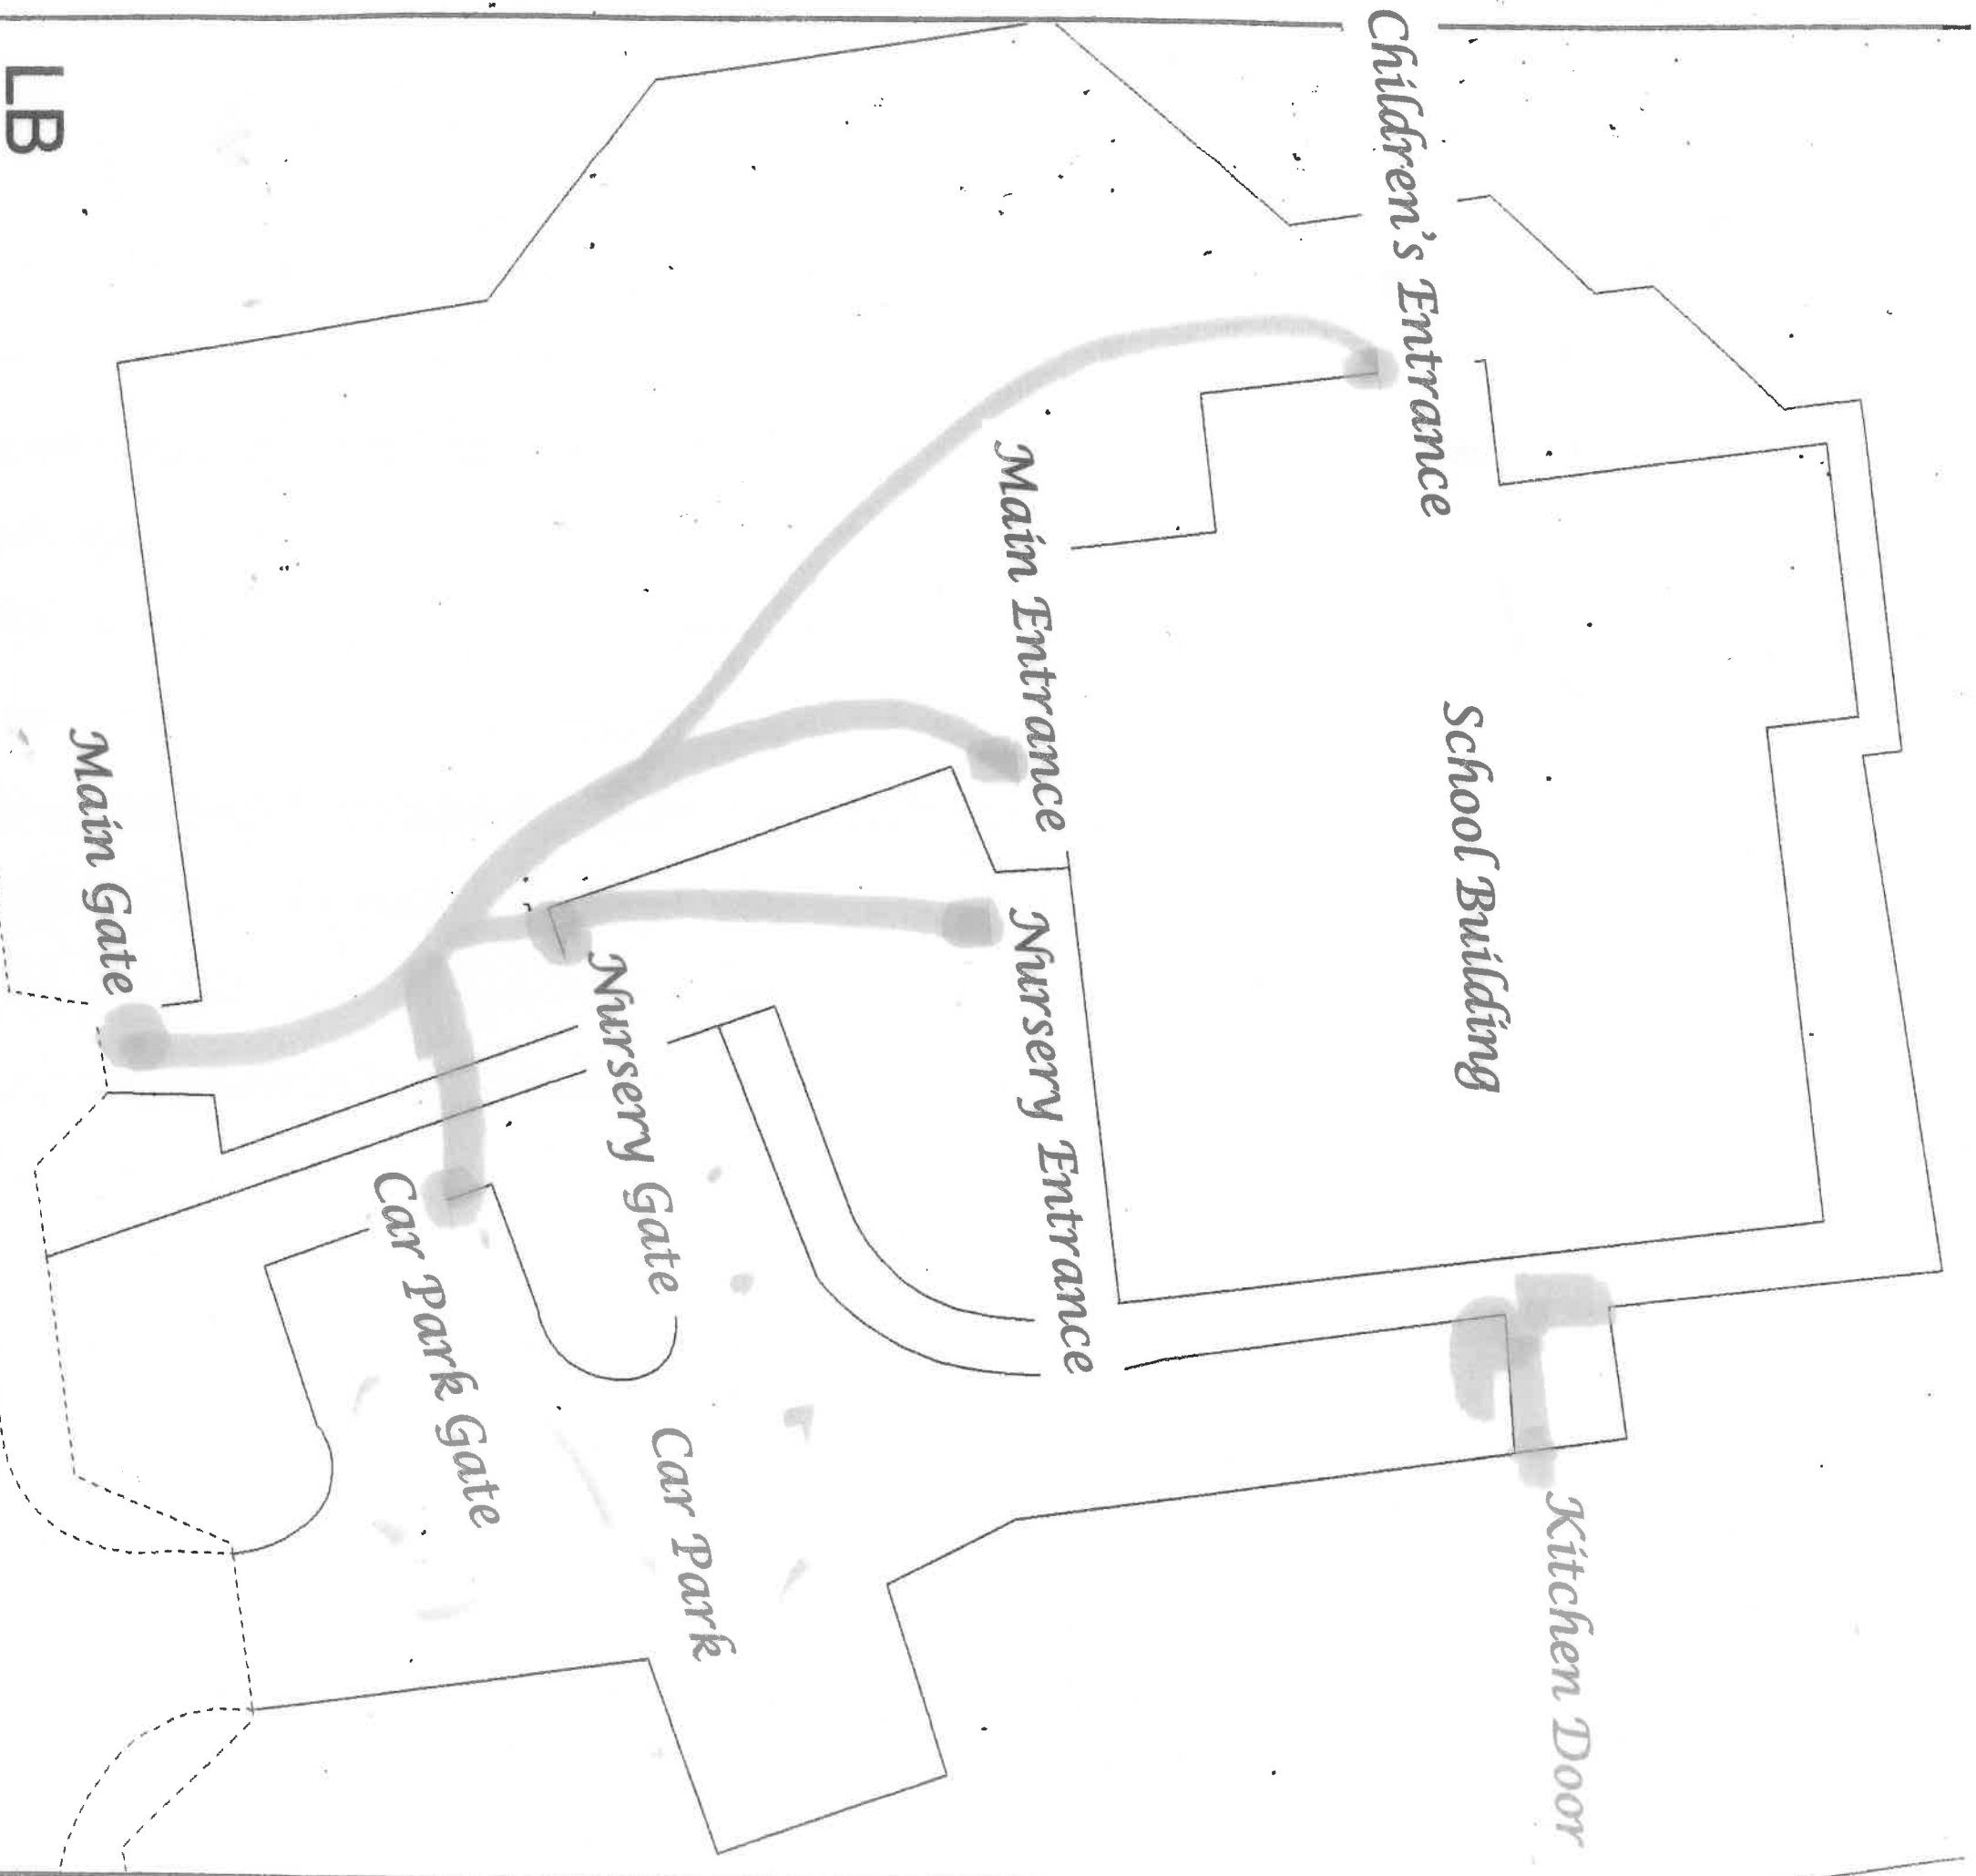 Kitchen Door
School Building
Children's Entrance
Main Entrance
Nursery Entrance
Nursery Gate
Car Park
Car Park Gate
Main Gate
LB